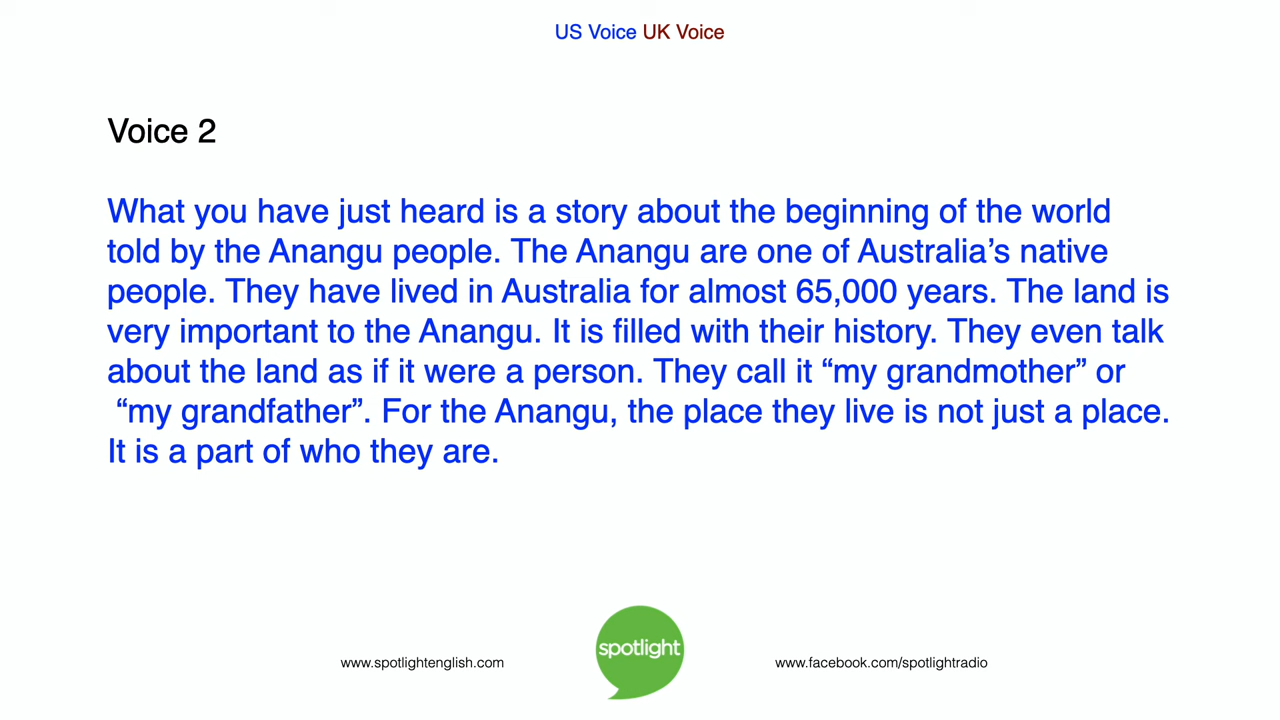 US Voice UK Voice
Voice 2
What you have just heard is a story about the beginning of the world
told by the Anangu people. The Anangu are one of Australia’s native
people. They have lived in Australia for almost 65,000 years. The land is
very important to the Anangu. It is filled with their history. They even talk
about the land as if it were a person. They call it “my grandmother” or
“my grandfather”. For the Anangu, the place they live is not just a place.
It is a part of who they are.
www.spotlightenglish.com
spotlight
www.facebook.com/spotlightradio